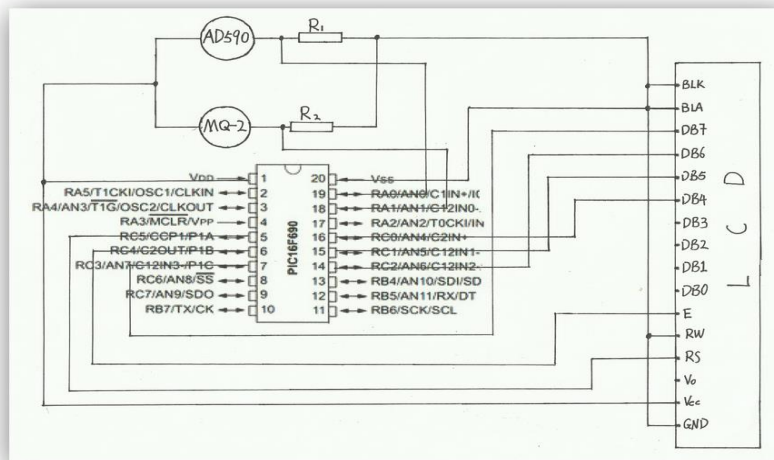 AD590
R1
MQ-2
R2
VDD
RA5/T1CKI/OSC1/CLKIN
RA4/AN3/T1G/OSC2/CLKOUT
RA3/MCLR/VPP
RC5/CCP1/P1A
RC4/C2OUT/P1B
RC3/AN7/C12IN3-/P1C
RC6/AN8/SS
RC7/AN9/SDO
RB7/TX/CK
1
2
3
4
5
6
7
8
9
10
PIC16F690
20
19
18
17
16
15
14
13
12
11
VSS
RA0/AN0/C1IN+/IC
RA1/AN1/C12IN0-
RA2/AN2/T0CKI/IN
RC0/AN4/C2IN+
RC1/AN5/C12IN1-
RC2/AN6/C12IN2-
RB4/AN10/SDI/SD
RB5/AN11/RX/DT
RB6/SCK/SCL
BLK
BLA
DB7
DB6
DB5
DB4
DB3
DB2
DB1
DB0
E
RW
RS
Vo
Vcc
GND
LCD